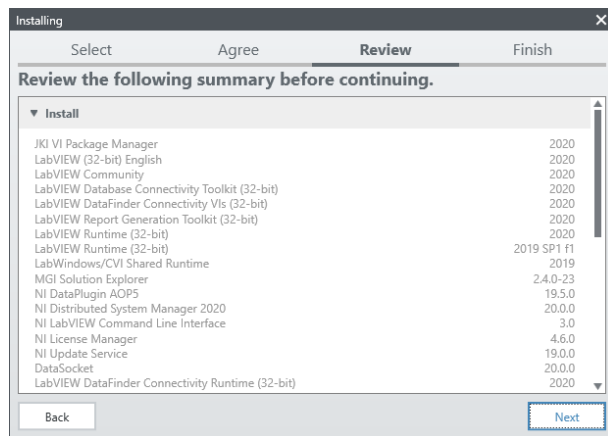 Installing
Select Agree Review Finish
Review the following summary before continuing.
Install
JKI VI Package Manager 2020
LabVIEW (32-bit) English 2020
LabVIEW Community 2020
LabVIEW Database Connectivity Toolkit (32-bit) 2020
LabVIEW DataFinder Connectivity VIs (32-bit) 2020
LabVIEW Report Generation Toolkit (32-bit) 2020
LabVIEW Runtime (32-bit) 2020
LabVIEW Runtime (32-bit) 2019 SP1 f1
LabWindows/CVI Shared Runtime 2019
MGI Solution Explorer 2.4.0-23
NI DataPlugin AOP5 19.5.0
NI Distributed System Manager 2020 20.0.0
NI LabVIEW Command Line Interface 3.0
NI License Manager 4.6.0
NI Update Service 19.0.0
DataSocket 20.0.0
LabVIEW DataFinder Connectivity Runtime (32-bit) 2020
Back Next